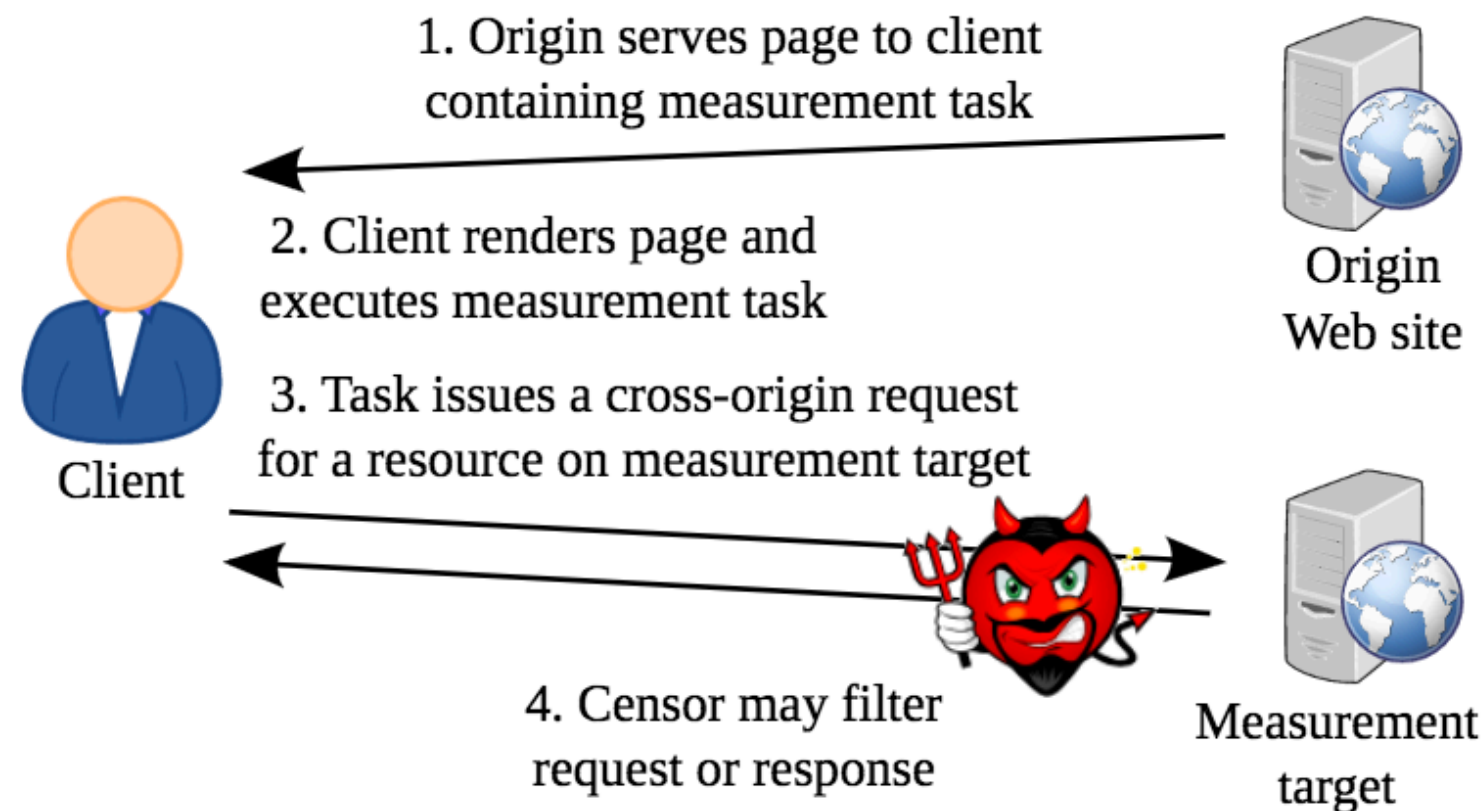 1. Origin serves page to client
containing measurement task
2. Client renders page and
executes measurement task
Origin
Web site
3. Task issues a cross-origin request
for a resource on measurement target
Client
4. Censor may filter
request or response
Measurement
target